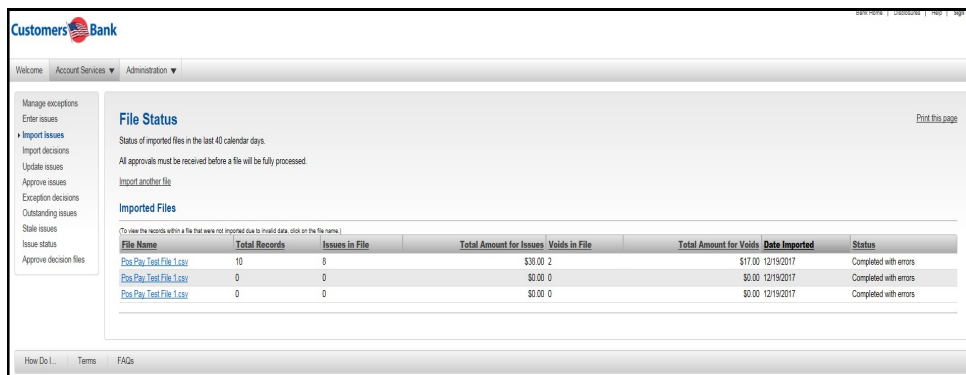 Bank Home | Disclosures | Help | Sign
Customers Bank
Welcome Account Services ▼ Administration ▼
Manage exceptions
Enter issues
Import issues
Import decisions
Update issues
Approve issues
Exception decisions
Outstanding issues
Stale issues
Issue status
Approve decision files
File Status
Print this page
Status of imported files in the last 40 calendar days.
All approvals must be received before a file will be fully processed.
Import another file
Imported Files
(To view the records within a file that were not imported due to invalid data, click on the file name.)
File Name Total Records Issues in File Total Amount for Issues Voids in File Total Amount for Voids Date Imported Status
Pos Pay Test File 1.csv 10 8 $38.00 2 $17.00 12/19/2017 Completed with errors
Pos Pay Test File 1.csv 0 0 $0.00 0 $0.00 12/19/2017 Completed with errors
Pos Pay Test File 1.csv 0 0 $0.00 0 $0.00 12/19/2017 Completed with errors
How Do I... Terms FAQs